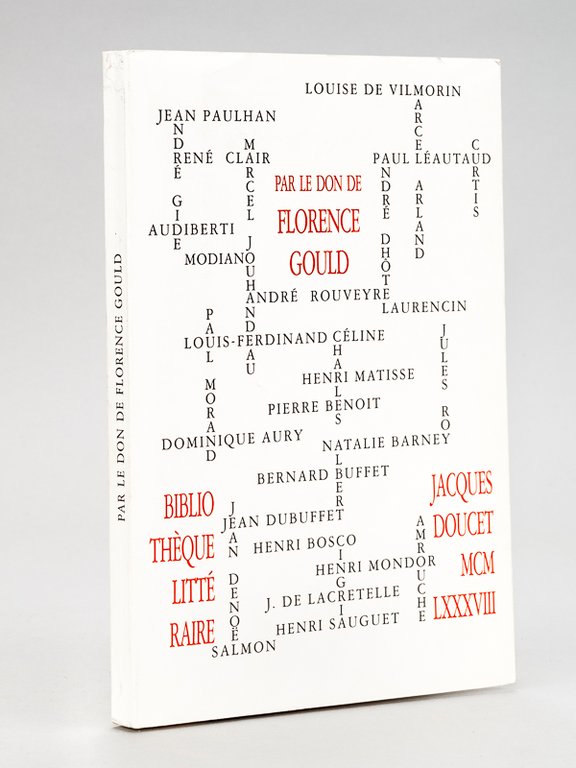 PAR LE DON DE FLORENCE GOULD
LOUISE DE VILMORIN
JEAN PAULHAN
ANDRÉ GIDE
MARCEL JOUHANDEAU
MARCEL ARLAND
CURTIS
RENÉ CLAIR
PAUL LÉAUTAUD
ANDRÉ DHÔTEL
PAR LE DON DE
FLORENCE
GOULD
AUDIBERTI
MODIANO
ANDRÉ ROUVEYRE
LAURENCIN
PAUL MORAND
JULES ROY
LOUIS-FERDINAND CÉLINE
CHARLES ALBERT CINGRIA
HENRI MATISSE
PIERRE BENOIT
DOMINIQUE AURY
NATALIE BARNEY
BERNARD BUFFET
BIBLIO
THÈQUE
LITTÉ
RAIRE
JACQUES
DOUCET
MCM
LXXXVIII
JEAN DENOËL
JEAN DUBUFFET
AMROUCHE
HENRI BOSCO
HENRI MONDOR
J. DE LACRETELLE
HENRI SAUGUET
SALMON